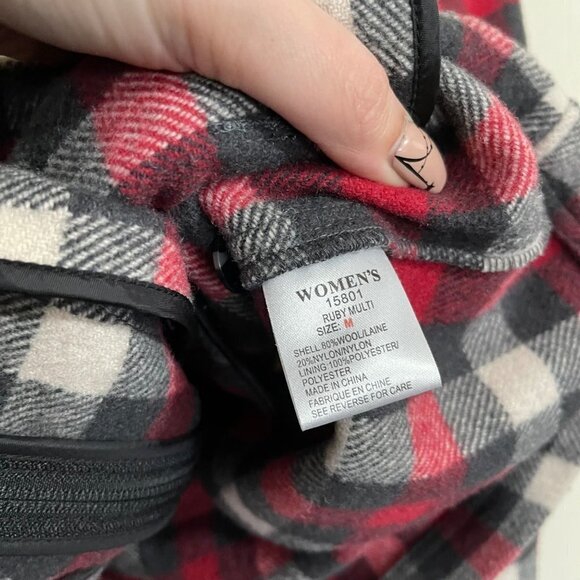 WOMEN'S
15801
RUBY MULTI
SIZE: M
SHELL 80%WOOL/LAINE
20%NYLON/NYLON
LINING 100%POLYESTER/
POLYESTER
MADE IN CHINA
FABRIQUE EN CHINE
SEE REVERSE FOR CARE